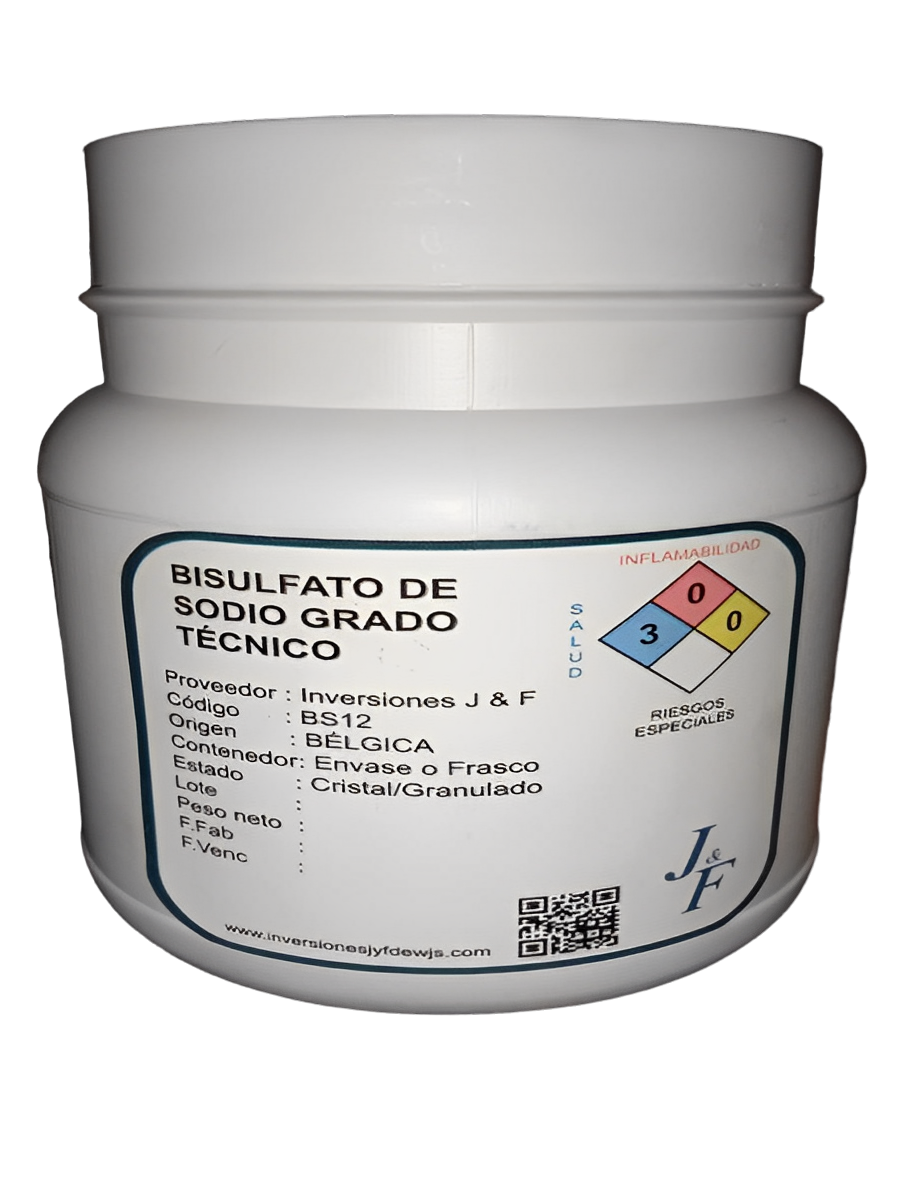 BISULFATO DE
SODIO GRADO
TÉCNICO
Proveedor : Inversiones J & F
Código : BS12
Origen : BÉLGICA
Contenedor: Envase o Frasco
Estado : Cristal/Granulado
Lote :
Peso neto :
F.Fab :
F.Venc :
www.inversionesjyfdewjs.com
INFLAMABILIDAD
SALUD
0
3
0
RIESGOS
ESPECIALES
J&F